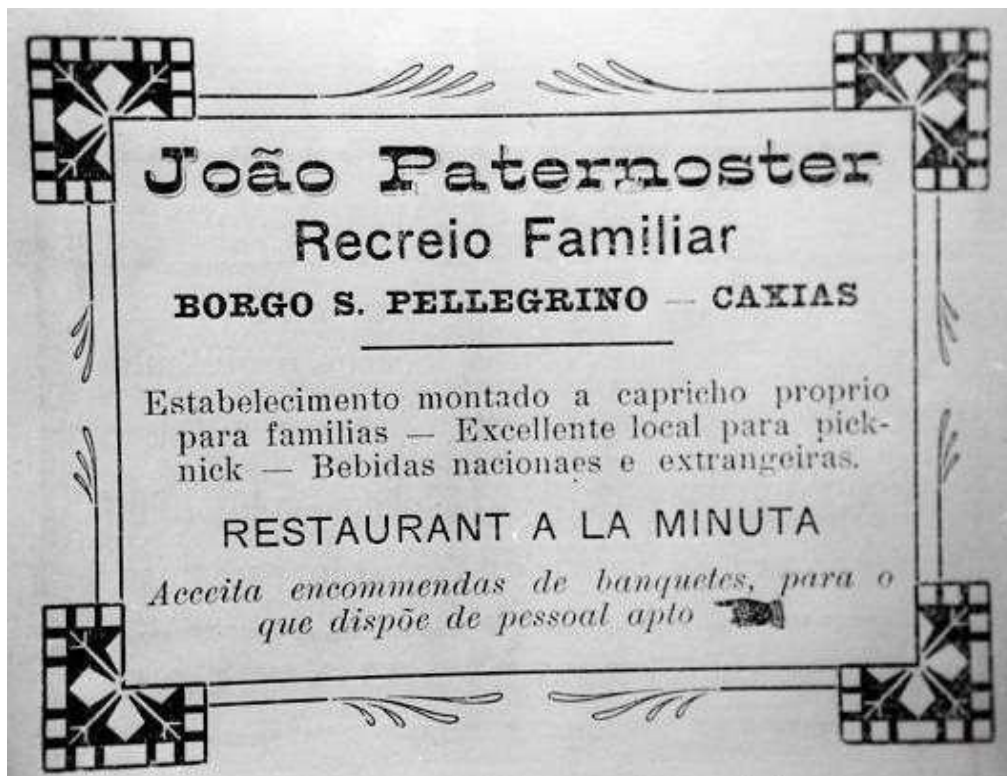 João Paternoster
Recreio Familiar
BORGO S. PELLEGRINO — CAXIAS
Estabelecimento montado a capricho proprio
para familias — Excellente local para pick-
nick — Bebidas nacionaes e extrangeiras.
RESTAURANT A LA MINUTA
Acceita encommendas de banquetes, para o
que dispõe de pessoal apto